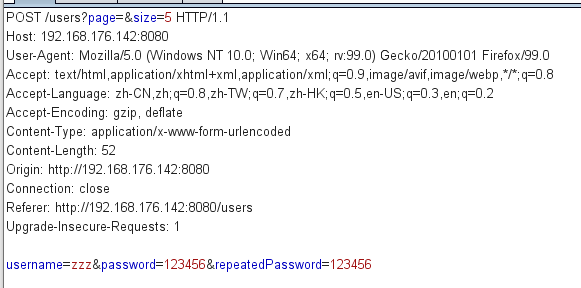 POST /users?page=&size=5 HTTP/1.1
Host: 192.168.176.142:8080
User-Agent: Mozilla/5.0 (Windows NT 10.0; Win64; x64; rv:99.0) Gecko/20100101 Firefox/99.0
Accept: text/html,application/xhtml+xml,application/xml;q=0.9,image/avif,image/webp,*/*;q=0.8
Accept-Language: zh-CN,zh;q=0.8,zh-TW;q=0.7,zh-HK;q=0.5,en-US;q=0.3,en;q=0.2
Accept-Encoding: gzip, deflate
Content-Type: application/x-www-form-urlencoded
Content-Length: 52
Origin: http://192.168.176.142:8080
Connection: close
Referer: http://192.168.176.142:8080/users
Upgrade-Insecure-Requests: 1
username=zzz&password=123456&repeatedPassword=123456